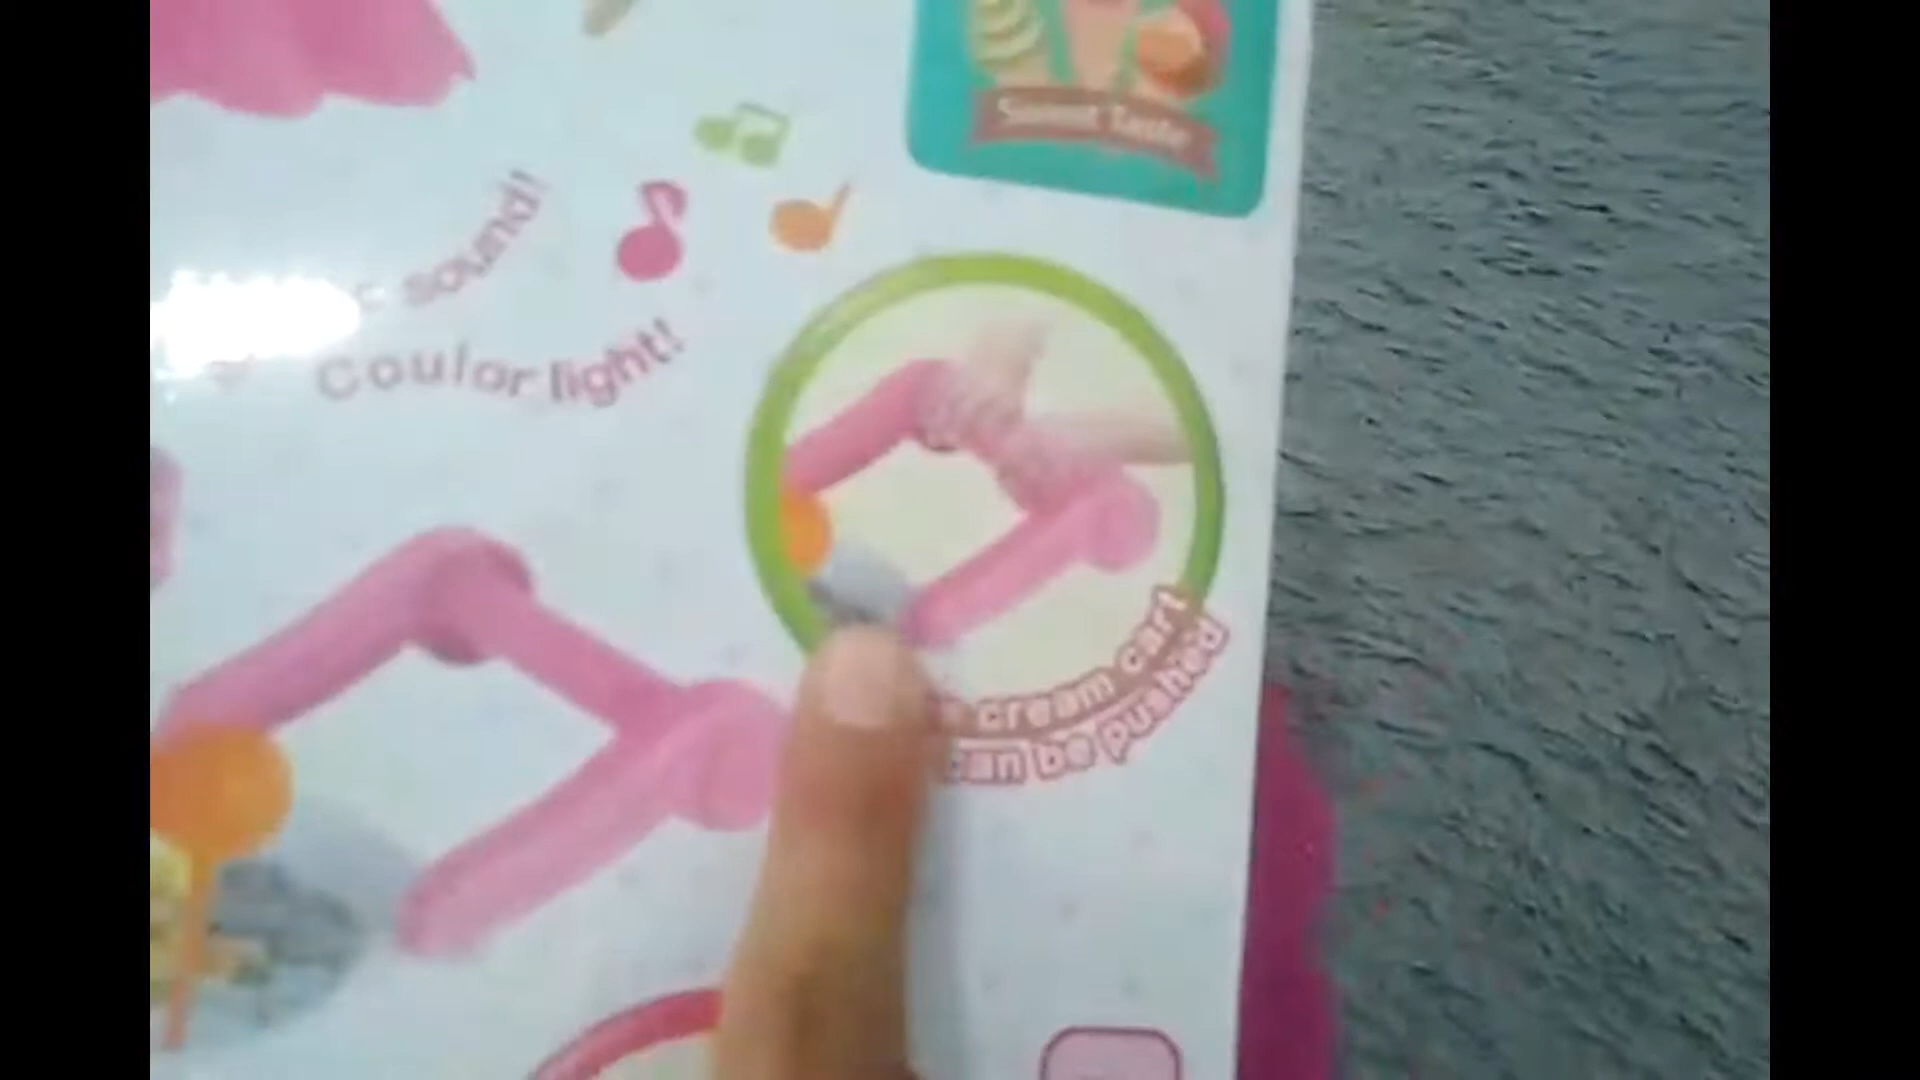 Sweet Taste
sound!
Coulor light!
cream cart
can be pushed